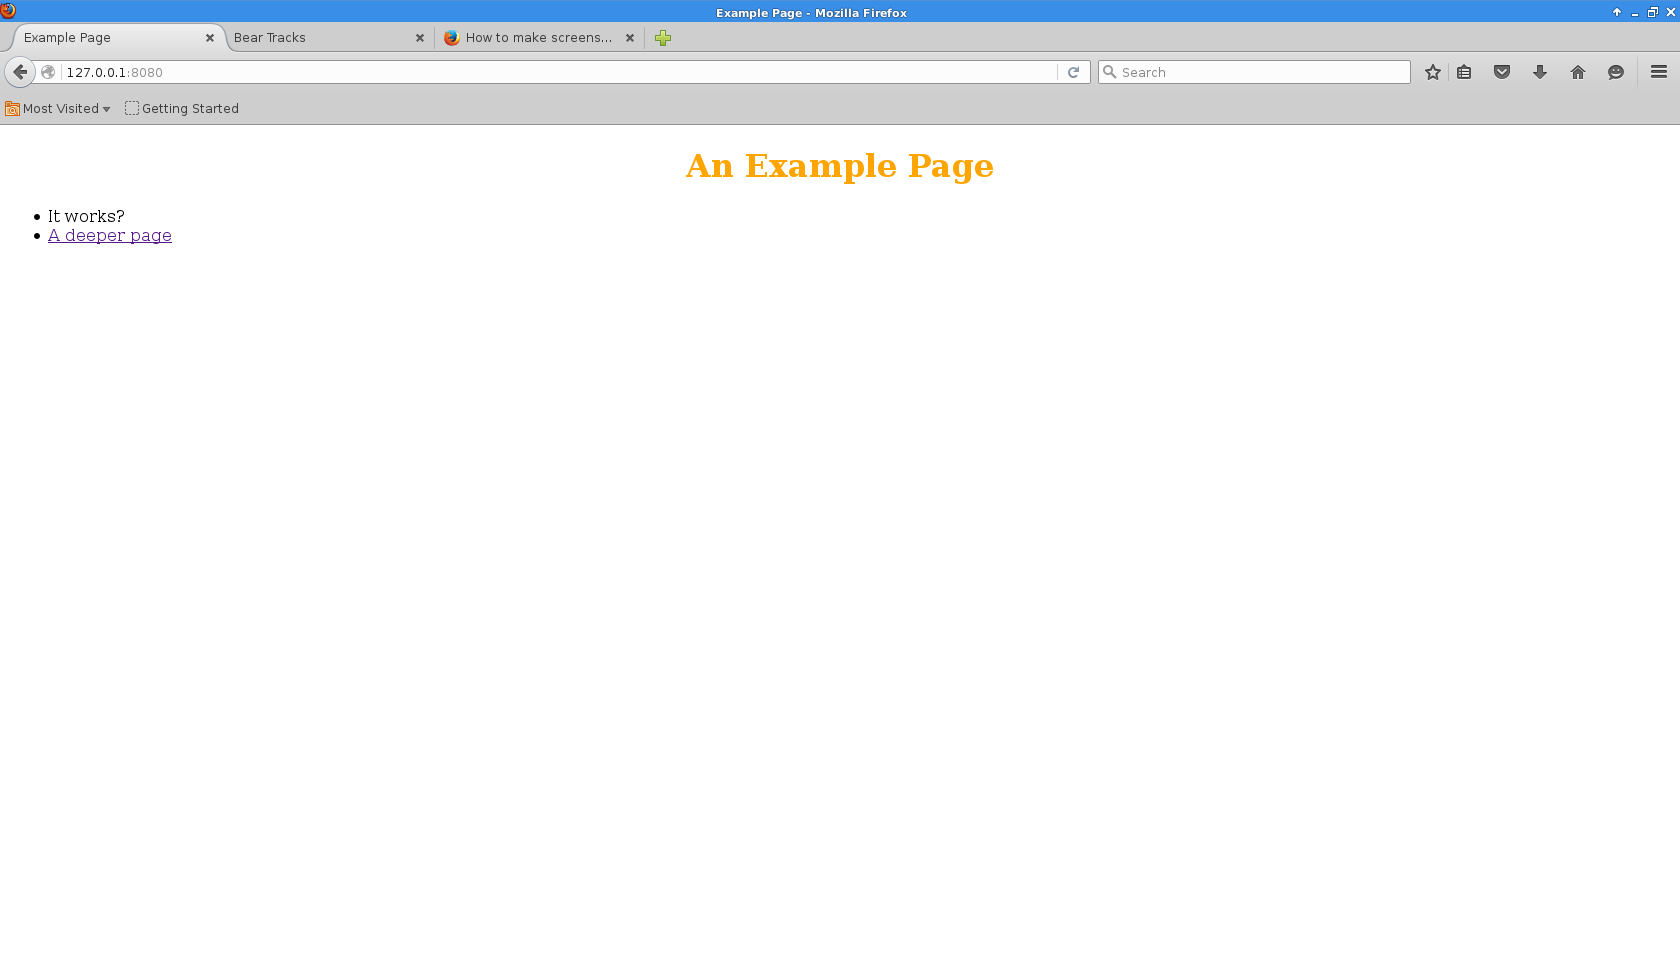 Example Page - Mozilla Firefox
Example Page Bear Tracks How to make screens...
127.0.0.1:8080 Search
Most Visited Getting Started
An Example Page
• It works?
• A deeper page